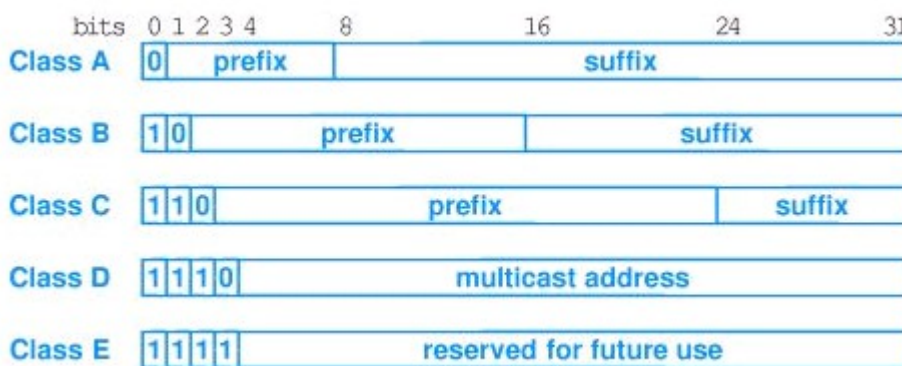 bits 0 1 2 3 4 8 16 24 31
Class A 0 prefix suffix
Class B 1 0 prefix suffix
Class C 1 1 0 prefix suffix
Class D 1 1 1 0 multicast address
Class E 1 1 1 1 reserved for future use